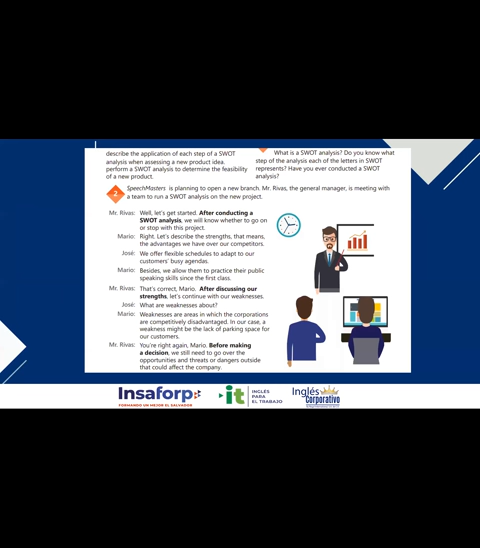 describe the application of each step of a SWOT
analysis when assessing a new product idea.
perform a SWOT analysis to determine the feasibility
of a new product.
What is a SWOT analysis? Do you know what
step of the analysis each of the letters in SWOT
represents? Have you ever conducted a SWOT
analysis?
2
SpeechMasters is planning to open a new branch. Mr. Rivas, the general manager, is meeting with
a team to run a SWOT analysis on the new project.
Mr. Rivas: Well, let's get started. After conducting a
SWOT analysis, we will know whether to go on
or stop with this project.
Mario: Right. Let's describe the strengths, that means,
the advantages we have over our competitors.
José: We offer flexible schedules to adapt to our
customers' busy agendas.
Mario: Besides, we allow them to practice their public
speaking skills since the first class.
Mr. Rivas: That's correct, Mario. After discussing our
strengths, let's continue with our weaknesses.
José: What are weaknesses about?
Mario: Weaknesses are areas in which the corporations
are competitively disadvantaged. In our case, a
weakness might be the lack of parking space for
our customers.
Mr. Rivas: You're right again, Mario. Before making
a decision, we still need to go over the
opportunities and threats or dangers outside
that could affect the company.
Insaforp
FORMANDO UN MEJOR EL SALVADOR
it
INGLÉS
PARA
EL TRABAJO
Inglés
Corporativo